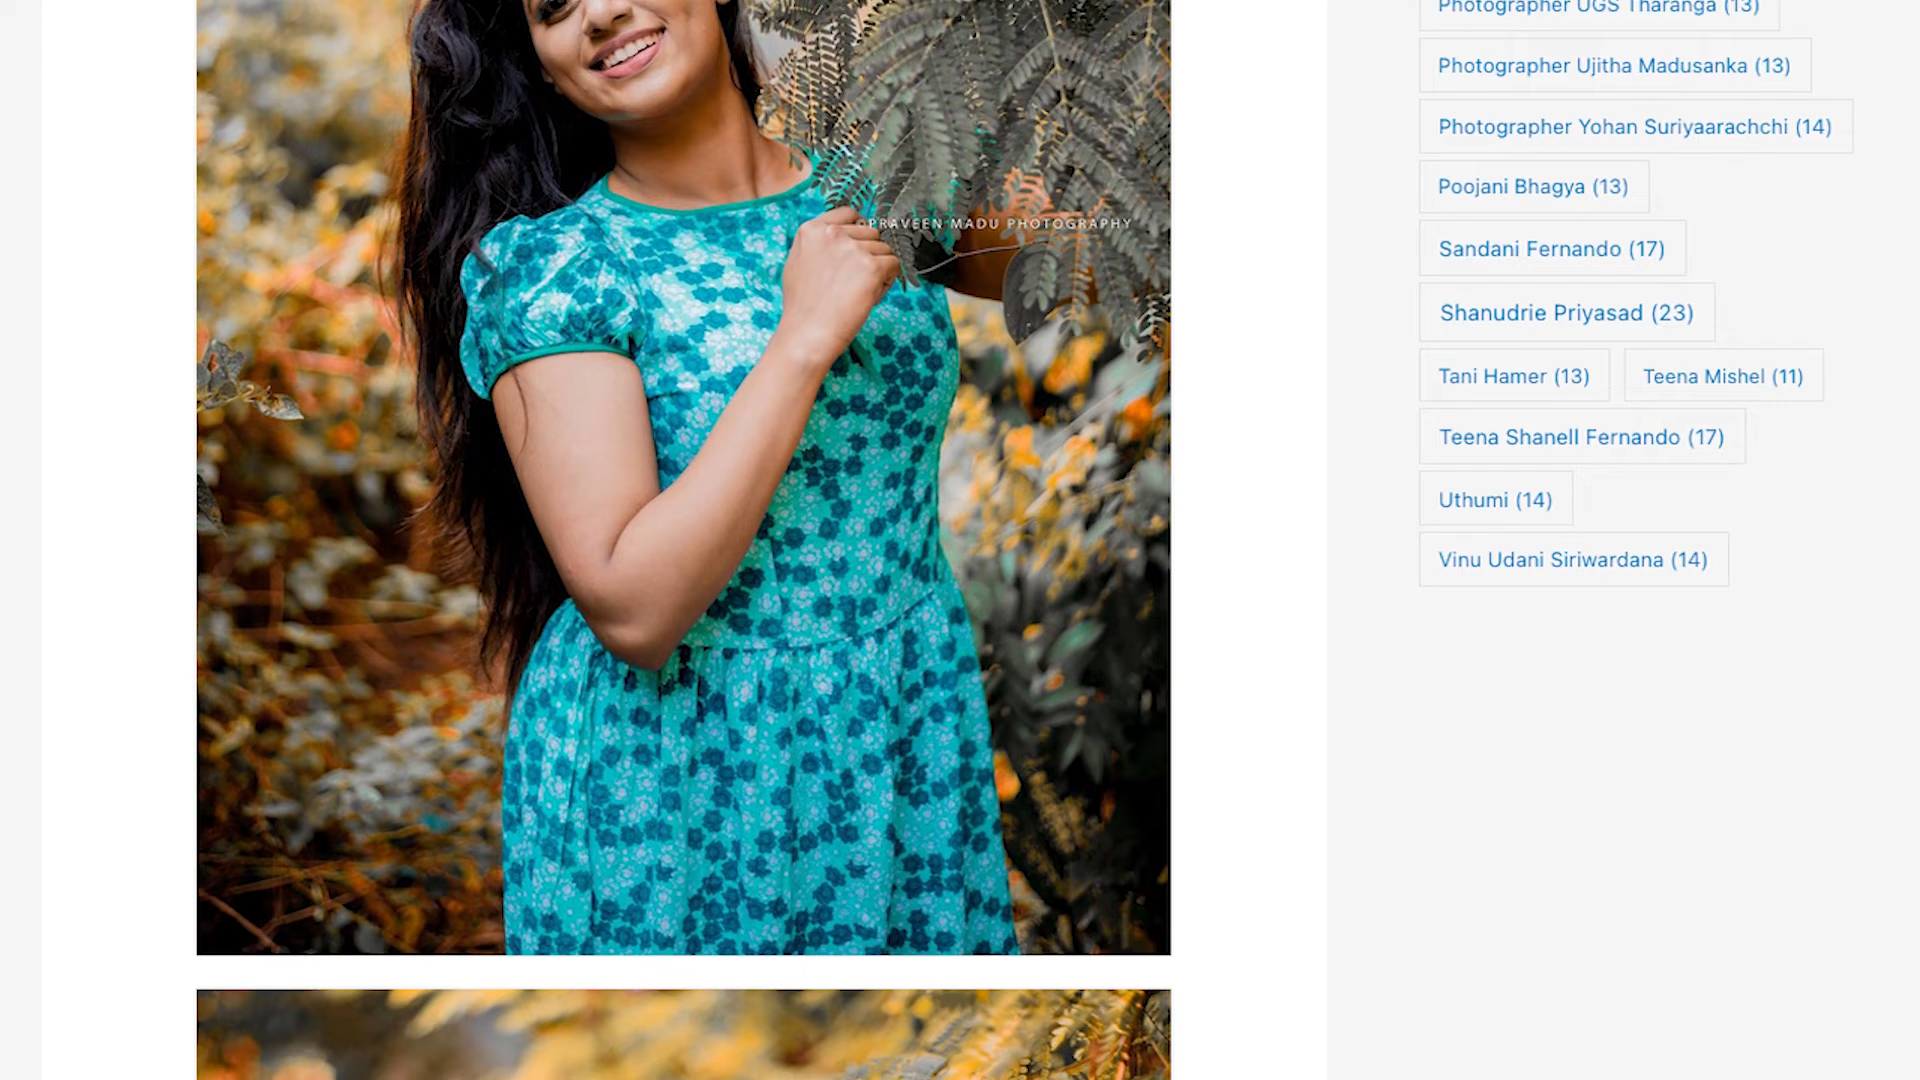 PRAVEEN MADU PHOTOGRAPHY
Photographer UGS Tharanga (13)
Photographer Ujitha Madusanka (13)
Photographer Yohan Suriyaarachchi (14)
Poojani Bhagya (13)
Sandani Fernando (17)
Shanudrie Priyasad (23)
Tani Hamer (13)
Teena Mishel (11)
Teena Shanell Fernando (17)
Uthumi (14)
Vinu Udani Siriwardana (14)